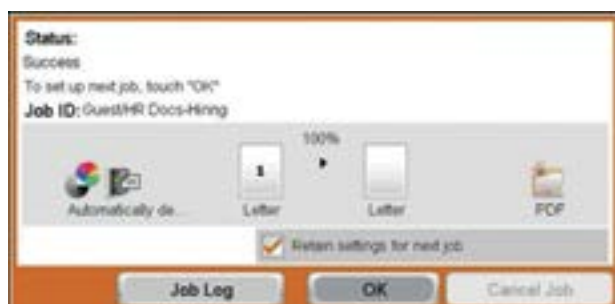 Status:
Success
To set up next job, touch "OK"
Job ID: Guest/HR Docs-Hiring
100%
1
Automatically de...
Letter
Letter
PDF
Retain settings for next job
Job Log
OK
Cancel Job